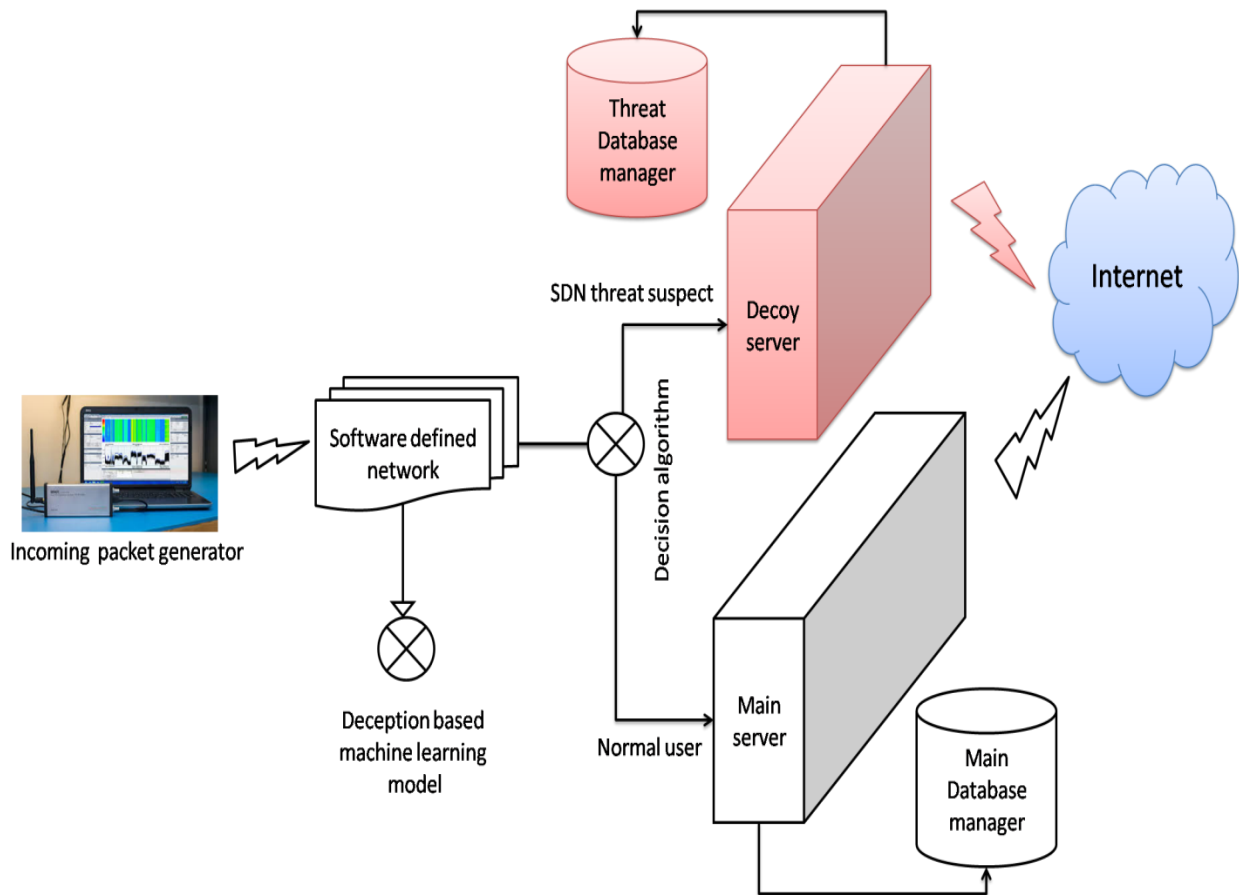 Threat
Database
manager
Internet
SDN threat suspect
Decoy
server
Software defined
network
Decision algorithm
Incoming packet generator
Deception based
machine learning
model
Normal user
Main
server
Main
Database
manager